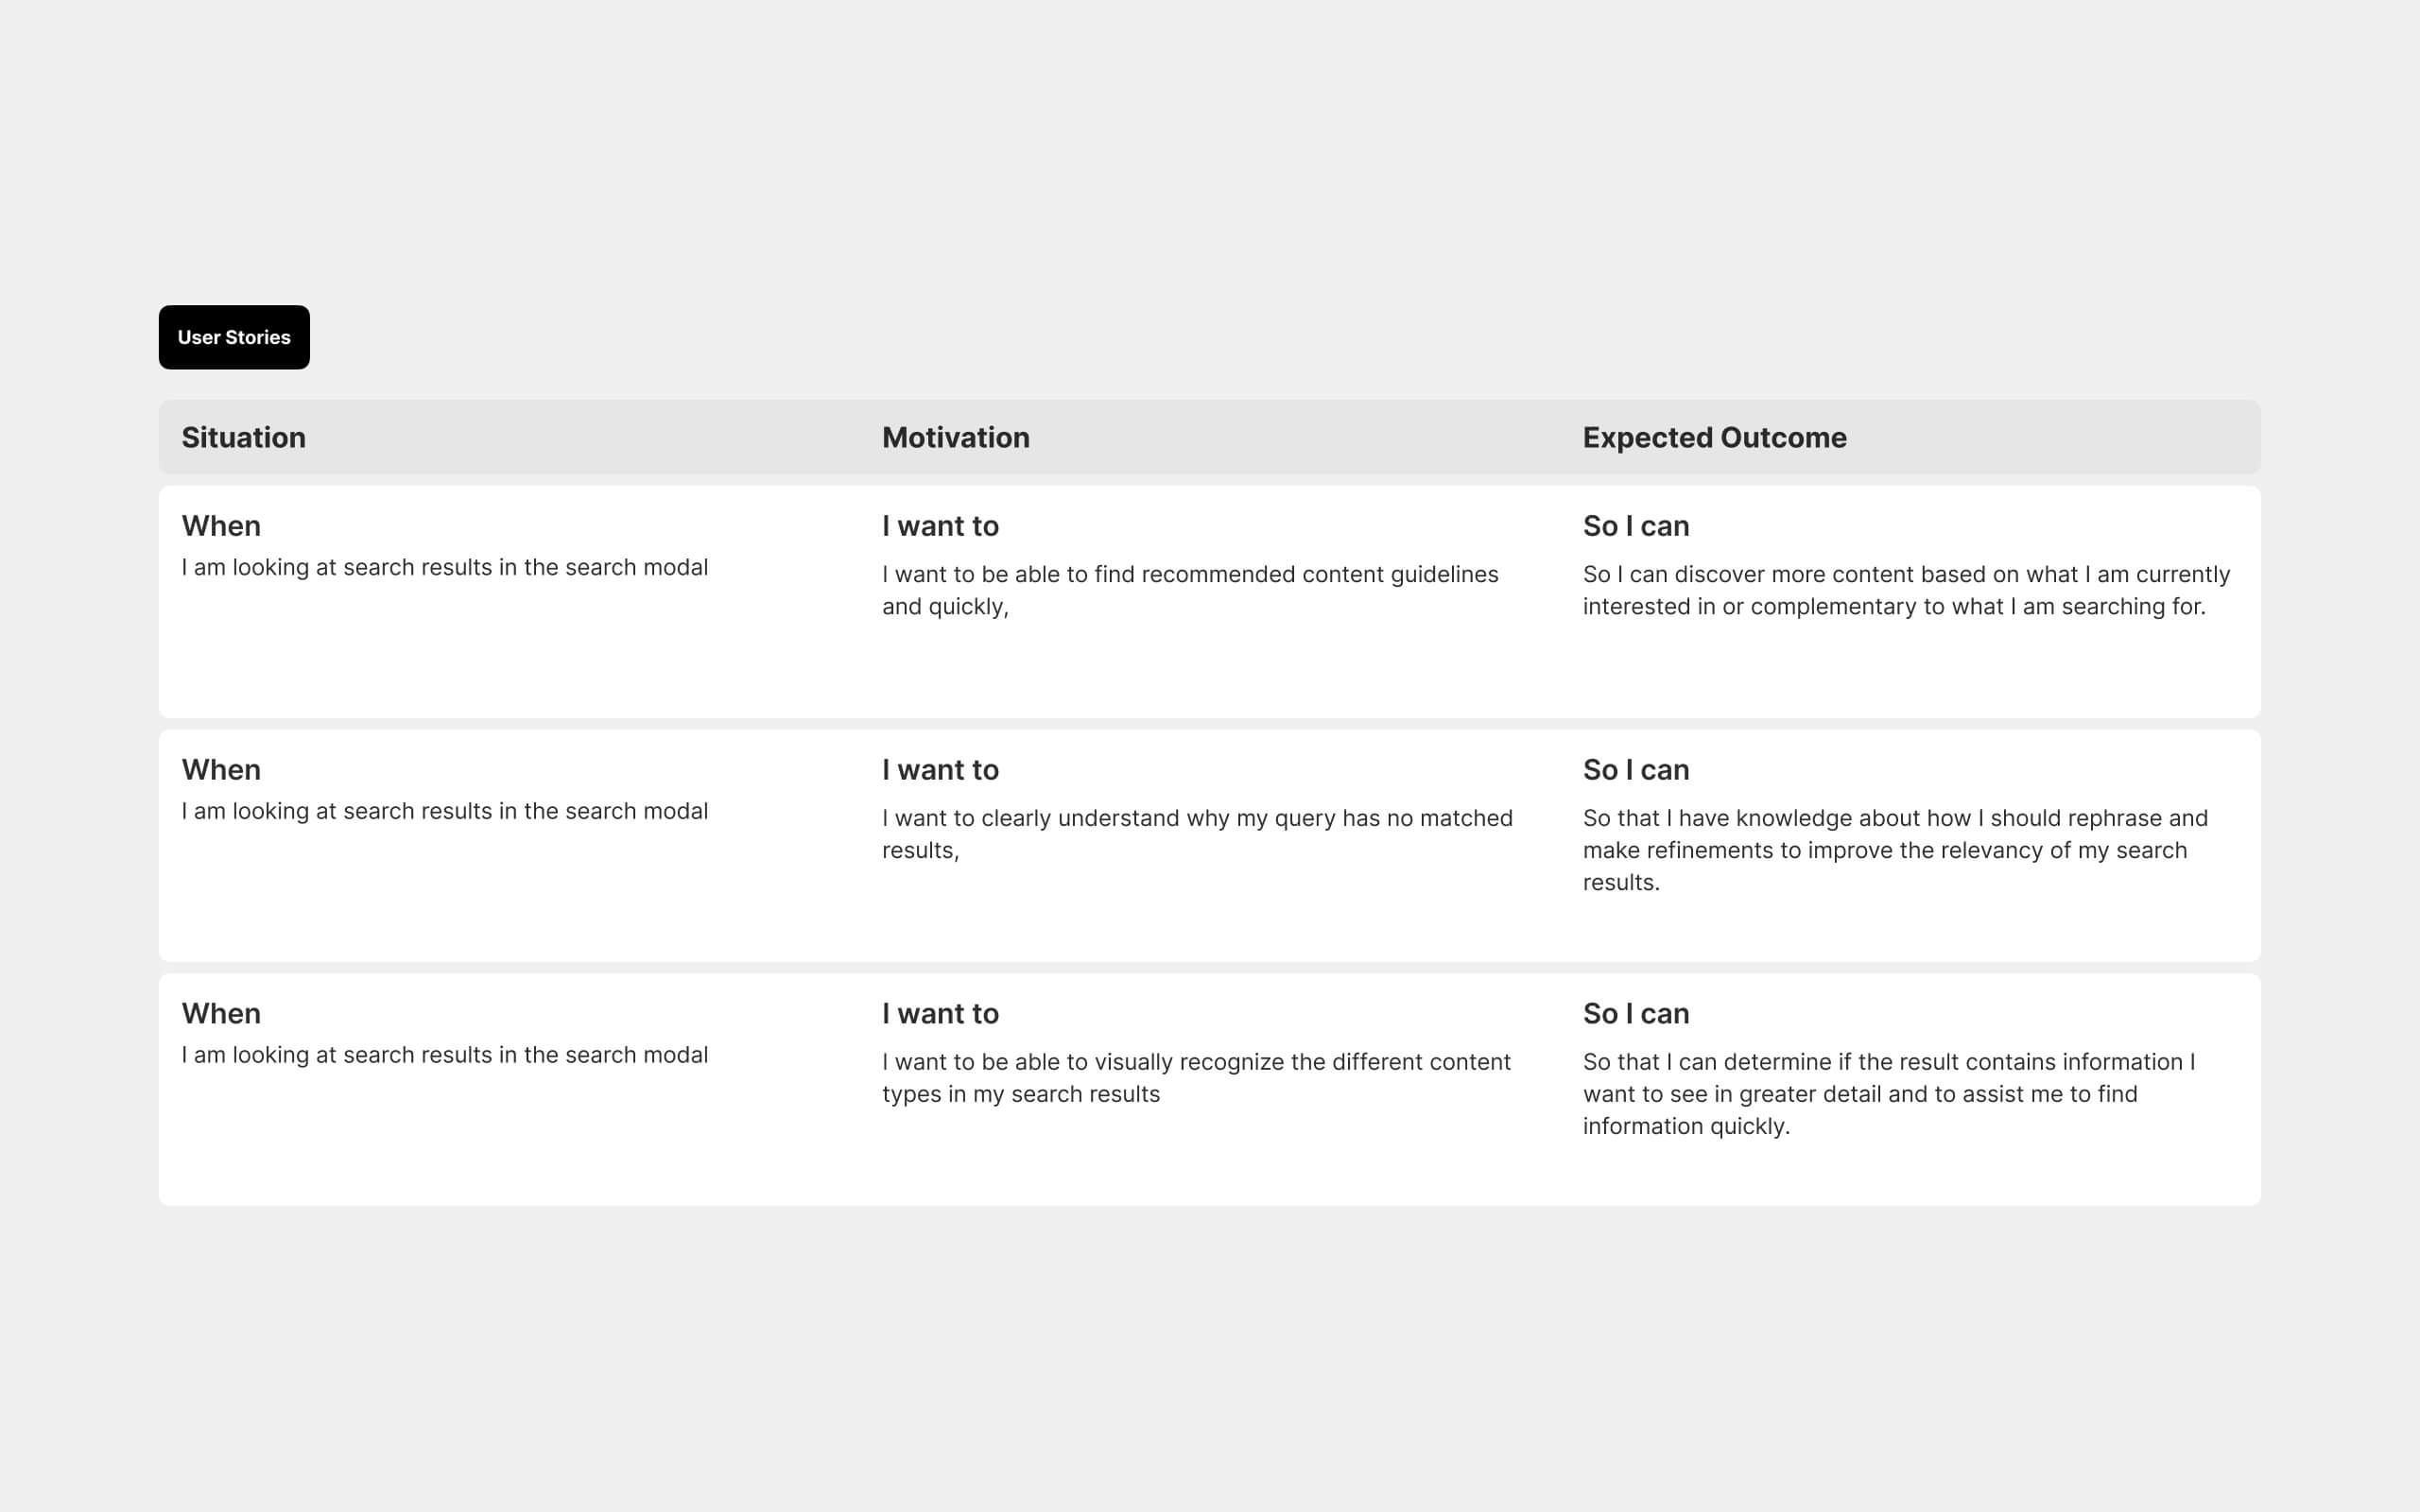 User Stories
Situation
Motivation
Expected Outcome
When
I am looking at search results in the search modal
I want to
I want to be able to find recommended content guidelines
and quickly,
So I can
So I can discover more content based on what I am currently
interested in or complementary to what I am searching for.
When
I am looking at search results in the search modal
I want to
I want to clearly understand why my query has no matched
results,
So I can
So that I have knowledge about how I should rephrase and
make refinements to improve the relevancy of my search
results.
When
I am looking at search results in the search modal
I want to
I want to be able to visually recognize the different content
types in my search results
So I can
So that I can determine if the result contains information I
want to see in greater detail and to assist me to find
information quickly.